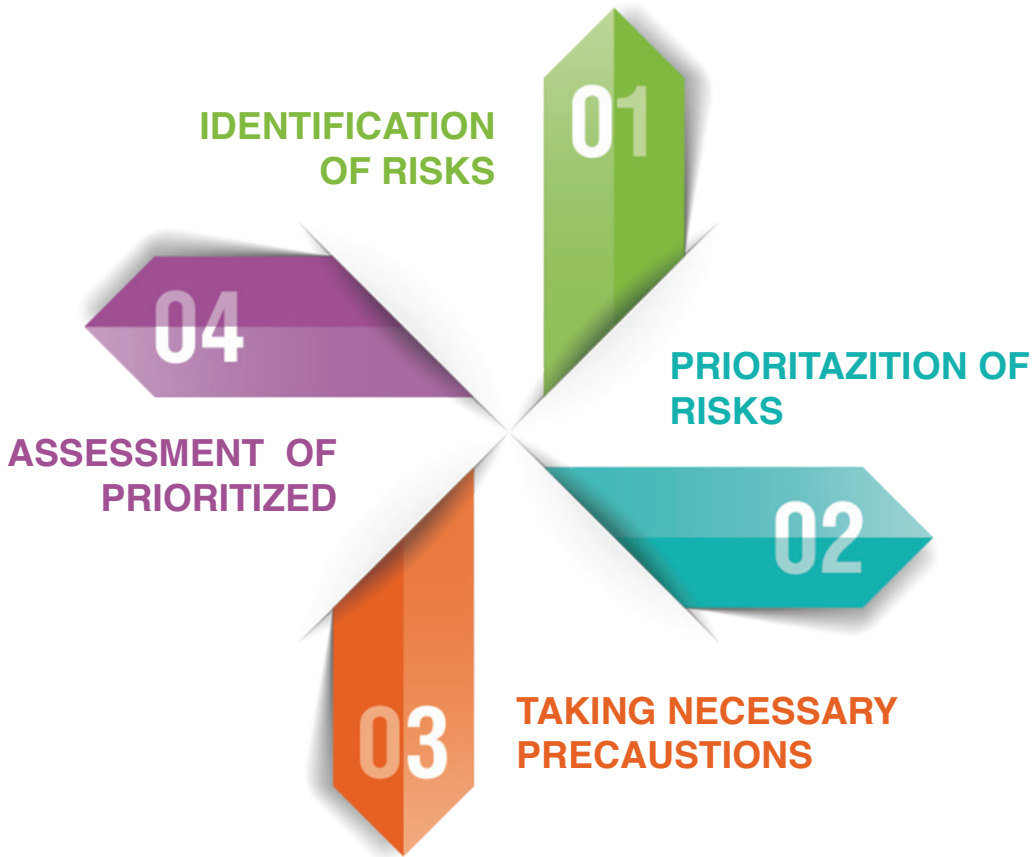 01
IDENTIFICATION
OF RISKS
04
PRIORITAZITION OF
RISKS
ASSESSMENT OF
PRIORITIZED
02
03
TAKING NECESSARY
PRECAUSTIONS